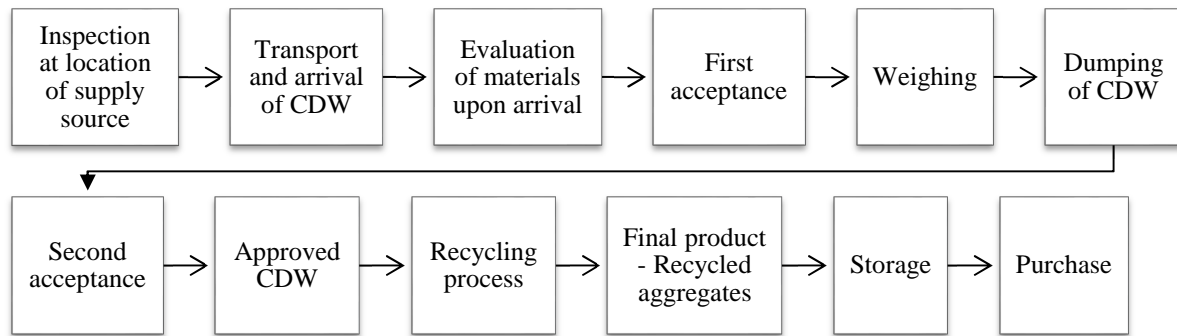 Inspection
at location
of supply
source
Transport
and arrival
of CDW
Evaluation
of materials
upon arrival
First
acceptance
Weighing
Dumping
of CDW
Second
acceptance
Approved
CDW
Recycling
process
Final product
- Recycled
aggregates
Storage
Purchase